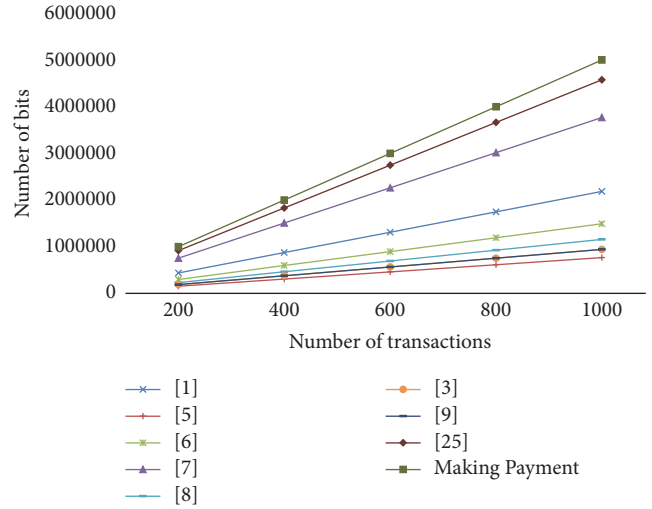 6000000
5000000
4000000
3000000
2000000
1000000
0
Number of bits
200 400 600 800 1000
Number of transactions
[1] [3]
[5] [9]
[6] [25]
[7] Making Payment
[8]